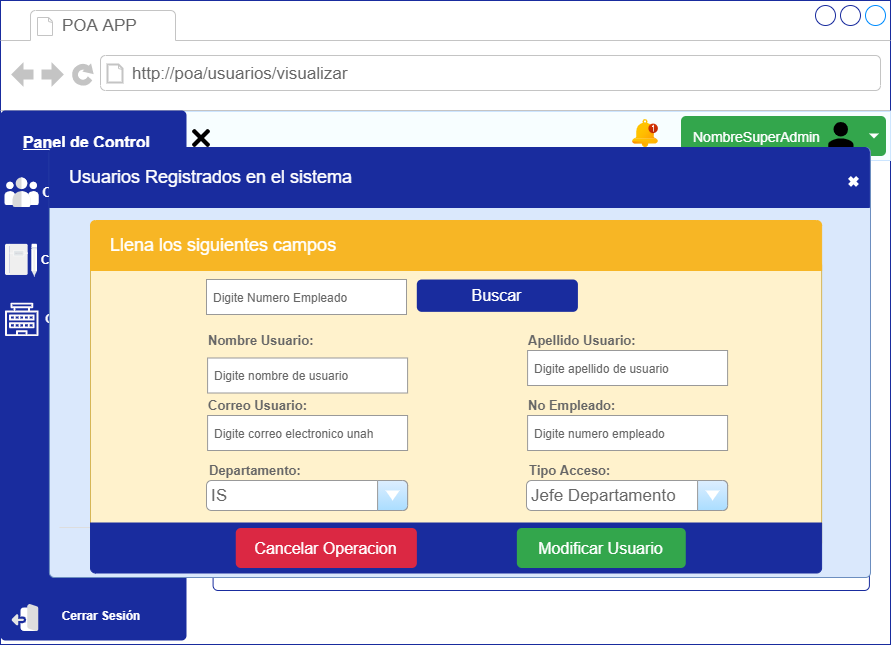 POA APP
http://poa/usuarios/visualizar
Panel de Control
1
NombreSuperAdmin
Usuarios Registrados en el sistema
C
C
Llena los siguientes campos
Digite Numero Empleado
Buscar
Nombre Usuario:
Apellido Usuario:
Digite nombre de usuario
Digite apellido de usuario
Correo Usuario:
No Empleado:
Digite correo electronico unah
Digite numero empleado
Departamento:
Tipo Acceso:
IS
Jefe Departamento
Cancelar Operacion
Modificar Usuario
Cerrar Sesión